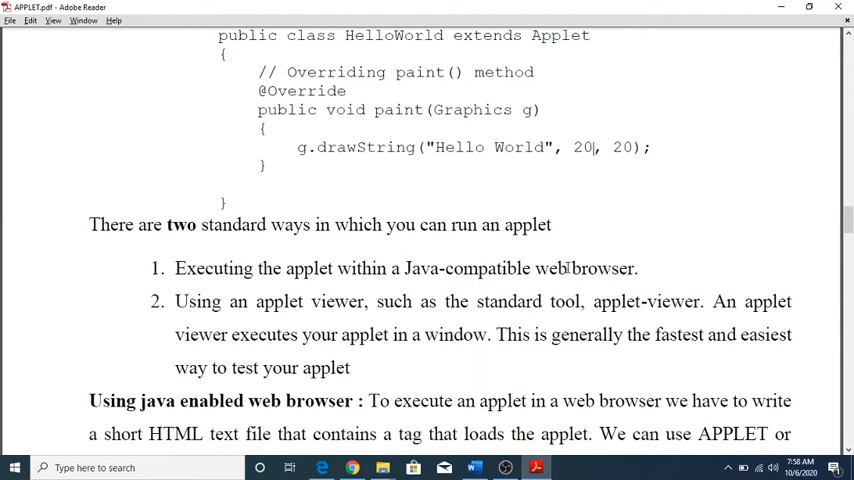 APPLET.pdf - Adobe Reader
File Edit View Window Help
public class HelloWorld extends Applet
{
// Overriding paint() method
@Override
public void paint(Graphics g)
{
g.drawString("Hello World", 20, 20);
}
}
There are two standard ways in which you can run an applet
1. Executing the applet within a Java-compatible web browser.
2. Using an applet viewer, such as the standard tool, applet-viewer. An applet
viewer executes your applet in a window. This is generally the fastest and easiest
way to test your applet
Using java enabled web browser : To execute an applet in a web browser we have to write
a short HTML text file that contains a tag that loads the applet. We can use APPLET or
Type here to search
7:58 AM
10/6/2020